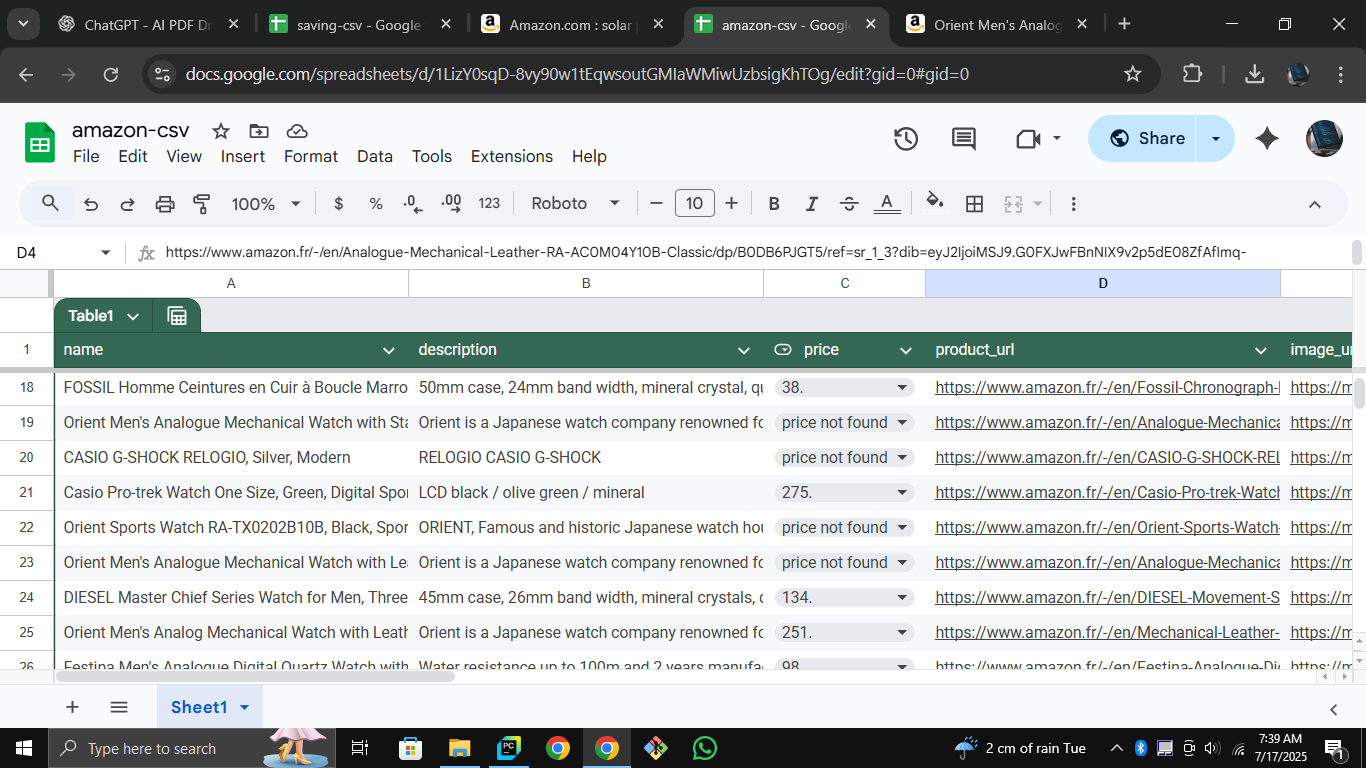 ChatGPT - AI PDF Dr
saving-csv - Google
Amazon.com : solar
amazon-csv - Googl
Orient Men's Analog
docs.google.com/spreadsheets/d/1LizY0sqD-8vy90w1tEqwsoutGMIaWMiwUzbsigKhTOg/edit?gid=0#gid=0
amazon-csv
File Edit View Insert Format Data Tools Extensions Help
Share
100% $ % .0 .00 123 Roboto 10 B I S A
D4 fx https://www.amazon.fr/-/en/Analogue-Mechanical-Leather-RA-AC0M04Y10B-Classic/dp/B0DB6PJGT5/ref=sr_1_3?dib=eyJ2IjoiMSJ9.G0FXJwFBnNIX9v2p5dE08ZfAfImq-
A B C D
Table1
1 name description price product_url image_ur
18 FOSSIL Homme Ceintures en Cuir à Boucle Marro 50mm case, 24mm band width, mineral crystal, qu 38. https://www.amazon.fr/-/en/Fossil-Chronograph- https://m
19 Orient Men's Analogue Mechanical Watch with Sta Orient is a Japanese watch company renowned fo price not found https://www.amazon.fr/-/en/Analogue-Mechanica https://m
20 CASIO G-SHOCK RELOGIO, Silver, Modern RELOGIO CASIO G-SHOCK price not found https://www.amazon.fr/-/en/CASIO-G-SHOCK-REL https://m
21 Casio Pro-trek Watch One Size, Green, Digital Spor LCD black / olive green / mineral 275. https://www.amazon.fr/-/en/Casio-Pro-trek-Watch https://m
22 Orient Sports Watch RA-TX0202B10B, Black, Spor ORIENT, Famous and historic Japanese watch hou price not found https://www.amazon.fr/-/en/Orient-Sports-Watch- https://m
23 Orient Men's Analogue Mechanical Watch with Lea Orient is a Japanese watch company renowned fo price not found https://www.amazon.fr/-/en/Analogue-Mechanica https://m
24 DIESEL Master Chief Series Watch for Men, Three 45mm case, 26mm band width, mineral crystals, q 134. https://www.amazon.fr/-/en/DIESEL-Movement-S https://m
25 Orient Men's Analog Mechanical Watch with Leath Orient is a Japanese watch company renowned fo 251. https://www.amazon.fr/-/en/Mechanical-Leather- https://m
26 Festina Men's Analogue Digital Quartz Watch with Water resistance up to 100m and 2 years manufa 98. https://www.amazon.fr/-/en/Festina-Analogue-Di https://m
Sheet1
Type here to search
PC
2 cm of rain Tue
7:39 AM
7/17/2025
1